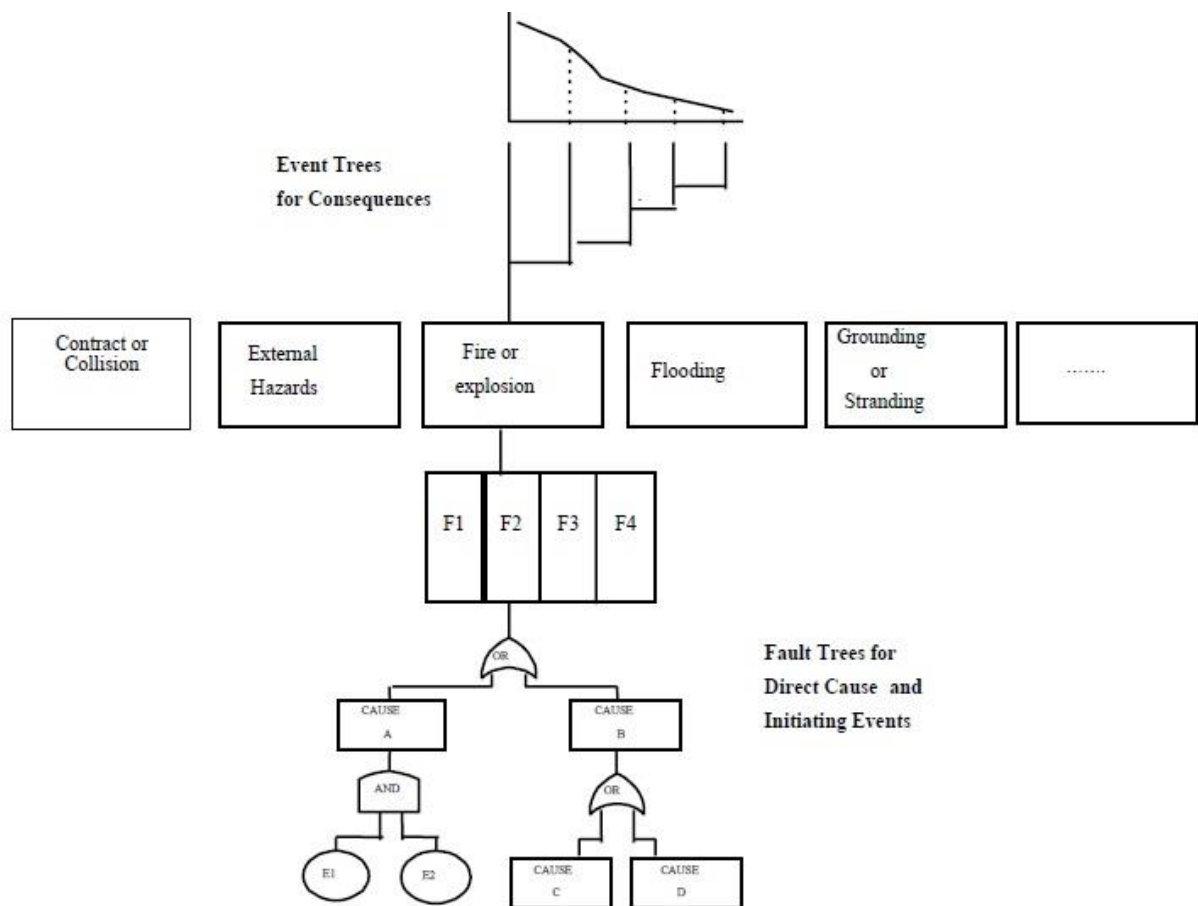 Event Trees
for Consequences
Contract or
Collision
External
Hazards
Fire or
explosion
Flooding
Grounding
or
Stranding
.......
F1
F2
F3
F4
OR
Fault Trees for
Direct Cause and
Initiating Events
CAUSE
A
CAUSE
B
AND
OR
E1
E2
CAUSE
C
CAUSE
D